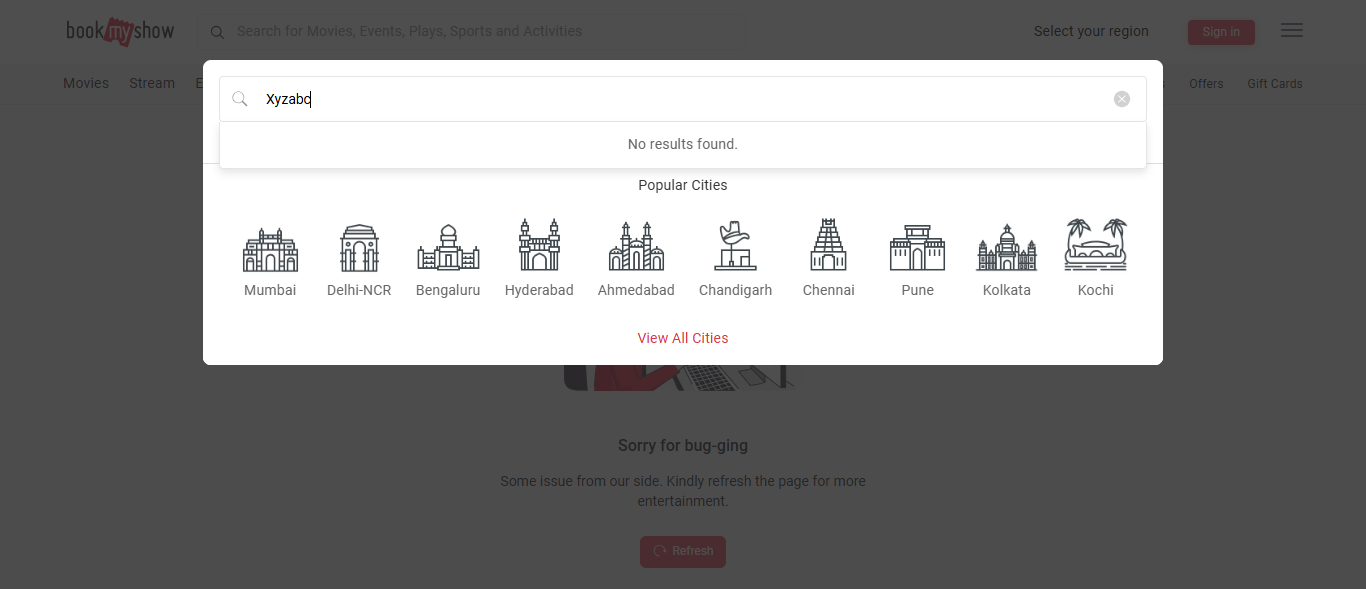 bookmyshow
Search for Movies, Events, Plays, Sports and Activities
Select your region
Sign in
Movies Stream
Offers Gift Cards
Xyzabc
No results found.
Popular Cities
Mumbai Delhi-NCR Bengaluru Hyderabad Ahmedabad Chandigarh Chennai Pune Kolkata Kochi
View All Cities
Sorry for bug-ging
Some issue from our side. Kindly refresh the page for more
entertainment.
Refresh